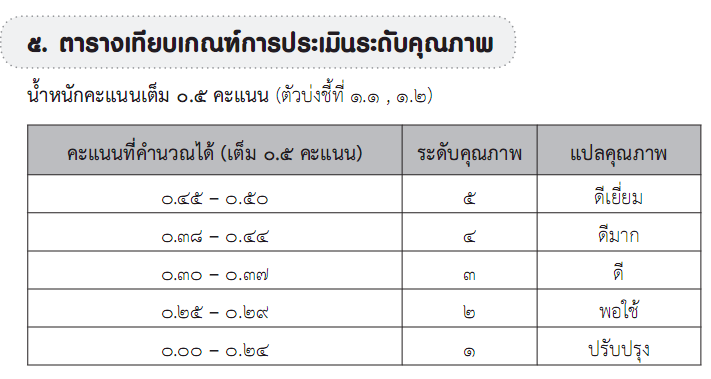 ๕. ตารางเทียบเกณฑ์การประเมินระดับคุณภาพ
น้ำหนักคะแนนเต็ม ๐.๕ คะแนน (ตัวบ่งชี้ที่ ๑.๑ , ๑.๒)
คะแนนที่คำนวณได้ (เต็ม ๐.๕ คะแนน) ระดับคุณภาพ แปลคุณภาพ
๐.๔๕ – ๐.๕๐ ๕ ดีเยี่ยม
๐.๓๘ – ๐.๔๔ ๔ ดีมาก
๐.๓๐ – ๐.๓๗ ๓ ดี
๐.๒๕ – ๐.๒๙ ๒ พอใช้
๐.๐๐ – ๐.๒๔ ๑ ปรับปรุง